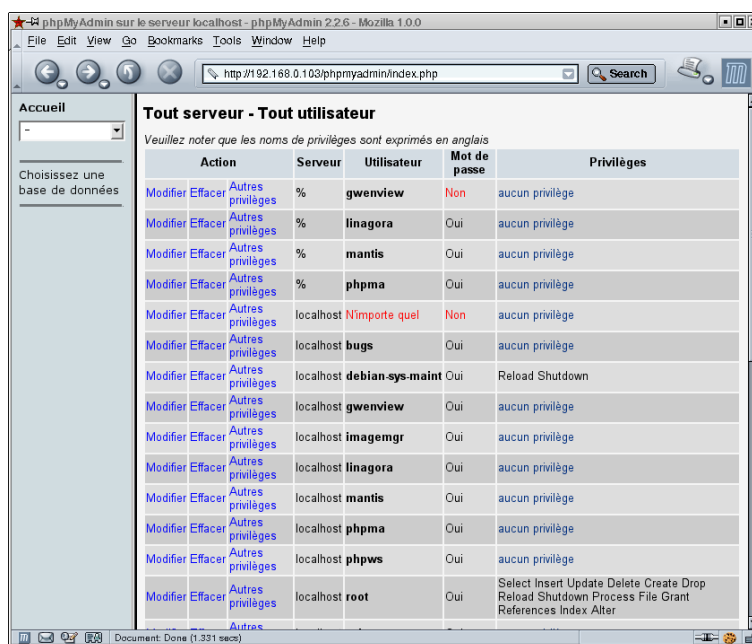 phpMyAdmin sur le serveur localhost - phpMyAdmin 2.2.6 - Mozilla 1.0.0
File Edit View Go Bookmarks Tools Window Help
http://192.168.0.103/phpmyadmin/index.php Search
Accueil
-
Choisissez une
base de données
Tout serveur - Tout utilisateur
Veuillez noter que les noms de privilèges sont exprimés en anglais
Action Serveur Utilisateur Mot de passe Privilèges
Modifier Effacer Autres privilèges % gwenview Non aucun privilège
Modifier Effacer Autres privilèges % linagora Oui aucun privilège
Modifier Effacer Autres privilèges % mantis Oui aucun privilège
Modifier Effacer Autres privilèges % phpma Oui aucun privilège
Modifier Effacer Autres privilèges localhost N'importe quel Non aucun privilège
Modifier Effacer Autres privilèges localhost bugs Oui aucun privilège
Modifier Effacer Autres privilèges localhost debian-sys-maint Oui Reload Shutdown
Modifier Effacer Autres privilèges localhost gwenview Oui aucun privilège
Modifier Effacer Autres privilèges localhost imagemgr Oui aucun privilège
Modifier Effacer Autres privilèges localhost linagora Oui aucun privilège
Modifier Effacer Autres privilèges localhost mantis Oui aucun privilège
Modifier Effacer Autres privilèges localhost phpma Oui aucun privilège
Modifier Effacer Autres privilèges localhost phpws Oui aucun privilège
Modifier Effacer Autres privilèges localhost root Oui Select Insert Update Delete Create Drop
Reload Shutdown Process File Grant
References Index Alter
Autres
Document: Done (1.331 secs)